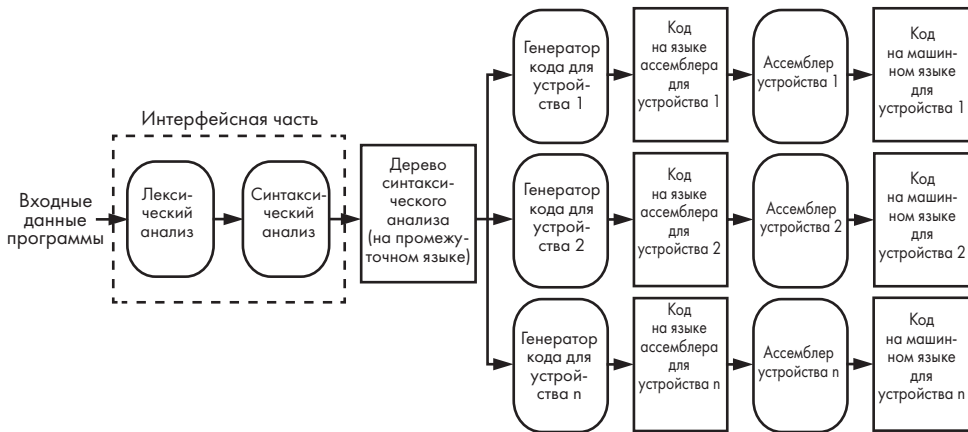 Интерфейсная часть
Входные
данные
программы
Лекси-
ческий
анализ
Синтакси-
ческий
анализ
Дерево
синтакси-
ческого
анализа
(на промежу-
точном языке)
Генератор
кода для
устрой-
ства 1
Код
на языке
ассемблера
для
устройства 1
Ассемблер
устройства 1
Код
на машин-
ном языке
для
устройства 1
Генератор
кода для
устрой-
ства 2
Код
на языке
ассемблера
для
устройства 2
Ассемблер
устройства 2
Код
на машин-
ном языке
для
устройства 2
Генератор
кода для
устрой-
ства n
Код
на языке
ассемблера
для
устройства n
Ассемблер
устройства n
Код
на машин-
ном языке
для
устройства n